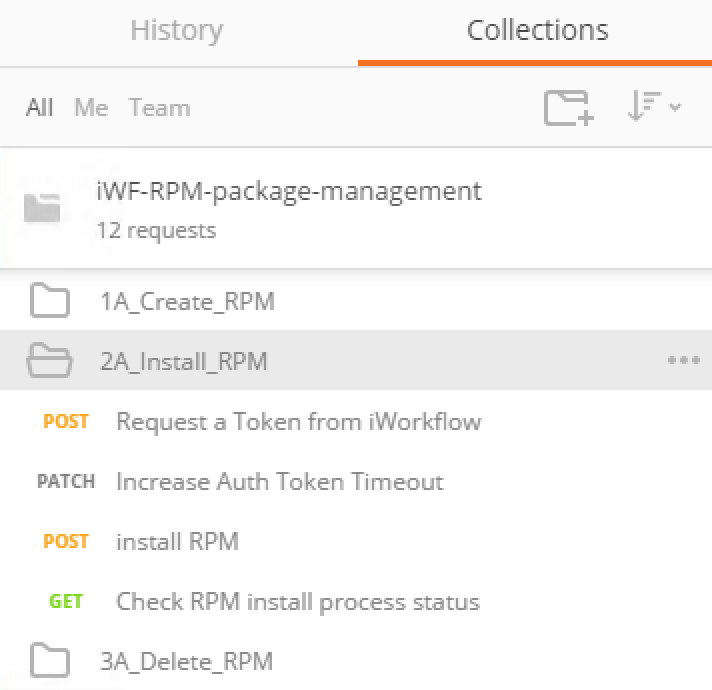 History Collections
All Me Team
iWF-RPM-package-management
12 requests
1A_Create_RPM
2A_Install_RPM
POST Request a Token from iWorkflow
PATCH Increase Auth Token Timeout
POST install RPM
GET Check RPM install process status
3A_Delete_RPM